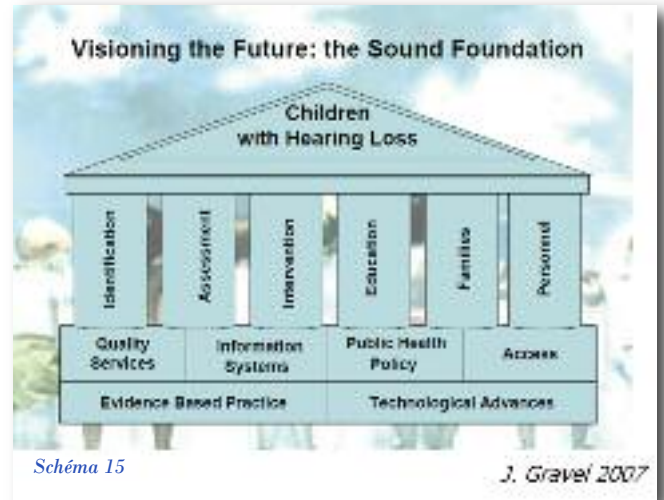 Visioning the Future: the Sound Foundation
Children
with Hearing Loss
Identification
Assessment
Intervention
Education
Families
Personnel
Quality
Services
Information
Systems
Public Health
Policy
Access
Evidence Based Practice
Technological Advances
Schéma 15
J. Gravel 2007